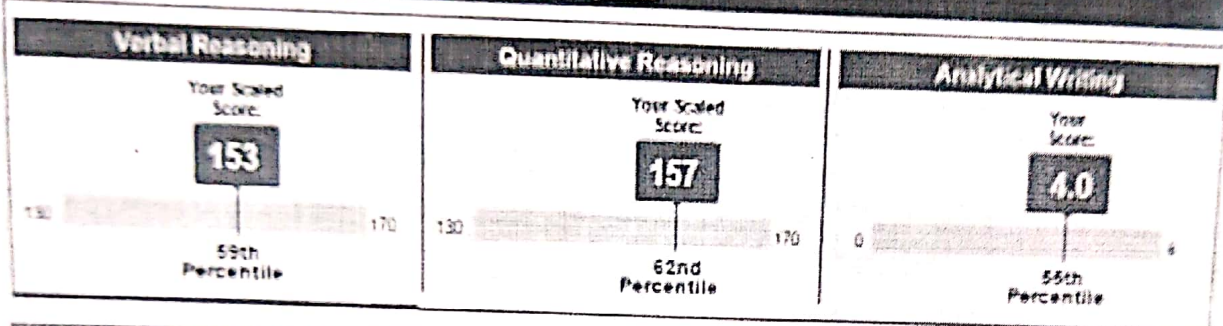 Verbal Reasoning
Your Scaled
Score:
153
130
170
59th
Percentile
Quantitative Reasoning
Your Scaled
Score:
157
130
170
62nd
Percentile
Analytical Writing
Your
Score:
4.0
0
6
55th
Percentile